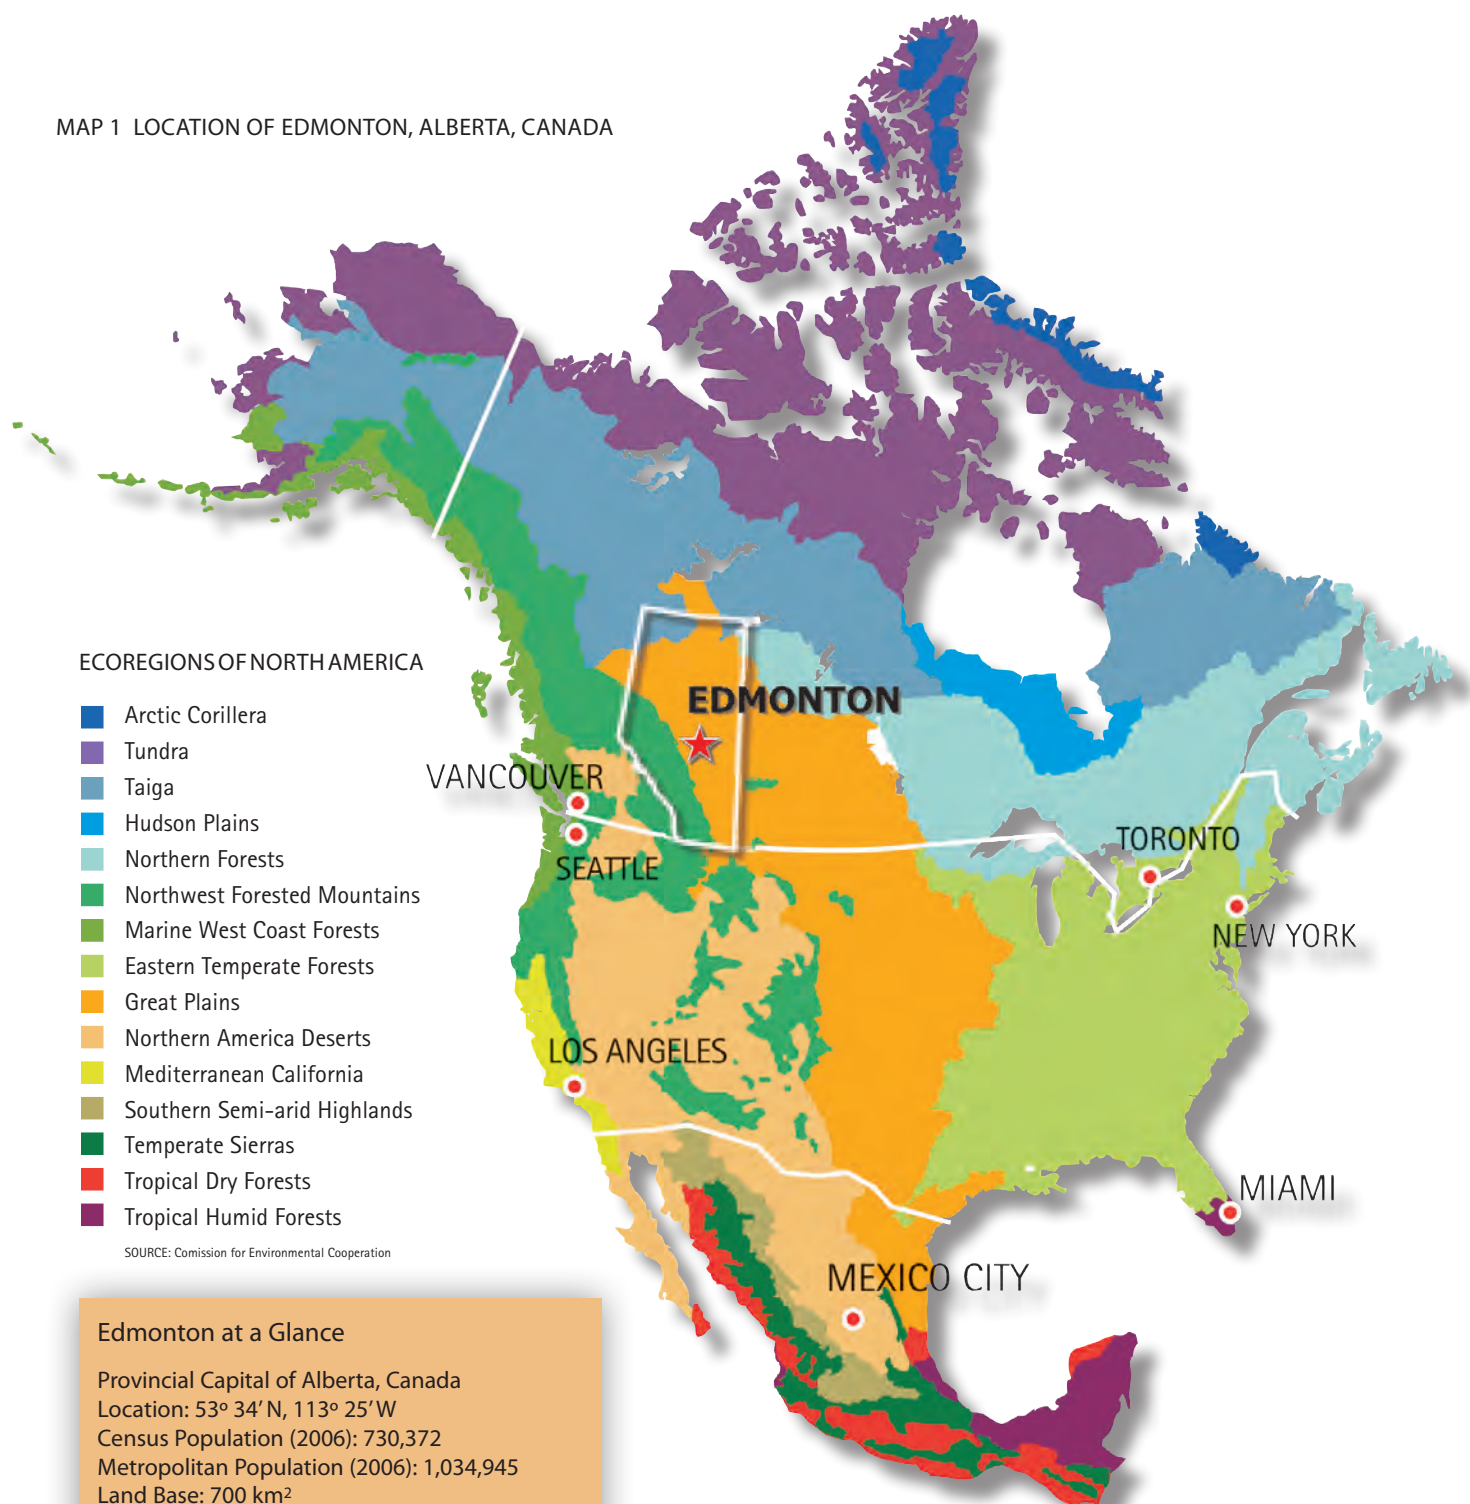 MAP 1 LOCATION OF EDMONTON, ALBERTA, CANADA
ECOREGIONS OF NORTH AMERICA
Arctic Corillera
Tundra
Taiga
Hudson Plains
Northern Forests
Northwest Forested Mountains
Marine West Coast Forests
Eastern Temperate Forests
Great Plains
Northern America Deserts
Mediterranean California
Southern Semi-arid Highlands
Temperate Sierras
Tropical Dry Forests
Tropical Humid Forests
SOURCE: Comission for Environmental Cooperation
EDMONTON
VANCOUVER
SEATTLE
TORONTO
NEW YORK
LOS ANGELES
MIAMI
MEXICO CITY
Edmonton at a Glance
Provincial Capital of Alberta, Canada
Location: 53º 34’ N, 113º 25’ W
Census Population (2006): 730,372
Metropolitan Population (2006): 1,034,945
Land Base: 700 km²